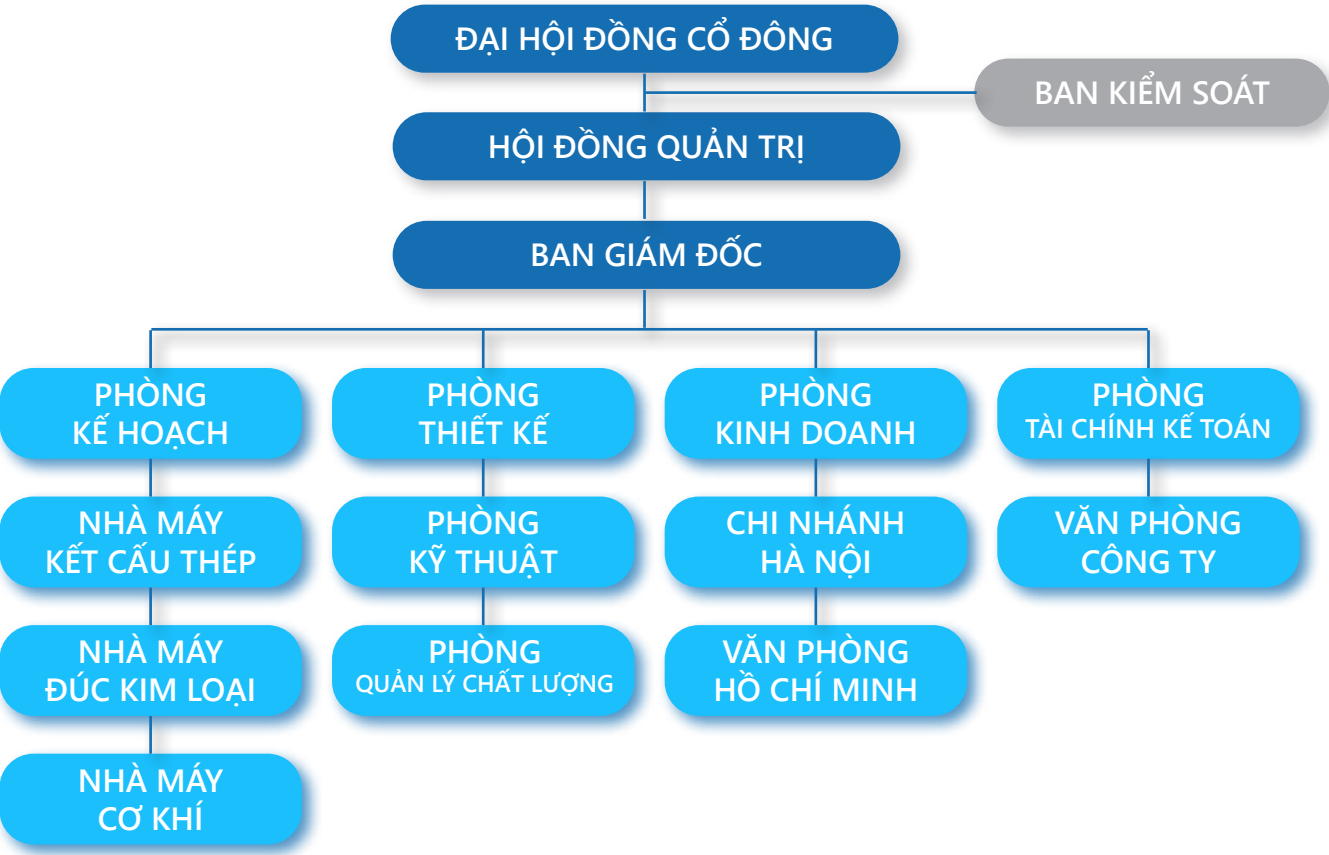 ĐẠI HỘI ĐỒNG CỔ ĐÔNG
BAN KIỂM SOÁT
HỘI ĐỒNG QUẢN TRỊ
BAN GIÁM ĐỐC
PHÒNG
KẾ HOẠCH
PHÒNG
THIẾT KẾ
PHÒNG
KINH DOANH
PHÒNG
TÀI CHÍNH KẾ TOÁN
NHÀ MÁY
KẾT CẤU THÉP
PHÒNG
KỸ THUẬT
CHI NHÁNH
HÀ NỘI
VĂN PHÒNG
CÔNG TY
NHÀ MÁY
ĐÚC KIM LOẠI
PHÒNG
QUẢN LÝ CHẤT LƯỢNG
VĂN PHÒNG
HỒ CHÍ MINH
NHÀ MÁY
CƠ KHÍ